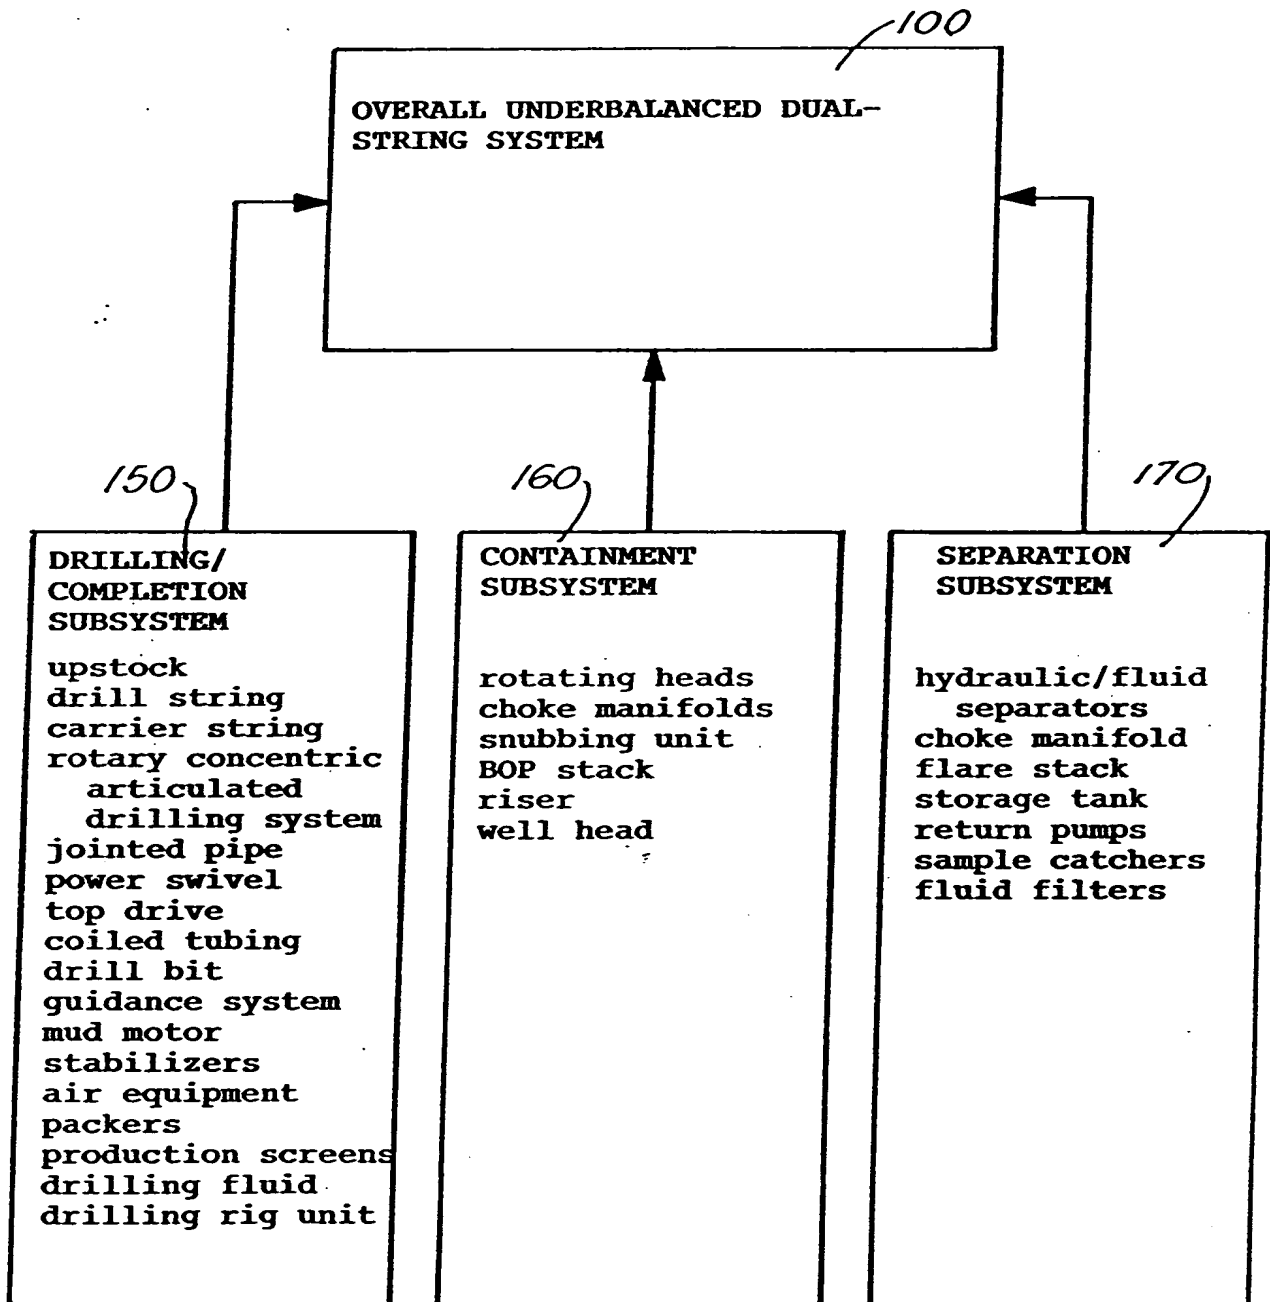 100
OVERALL UNDERBALANCED DUAL-
STRING SYSTEM
150
DRILLING/
COMPLETION
SUBSYSTEM
upstock
drill string
carrier string
rotary concentric
articulated
drilling system
jointed pipe
power swivel
top drive
coiled tubing
drill bit
guidance system
mud motor
stabilizers
air equipment
packers
production screens
drilling fluid
drilling rig unit
160
CONTAINMENT
SUBSYSTEM
rotating heads
choke manifolds
snubbing unit
BOP stack
riser
well head
170
SEPARATION
SUBSYSTEM
hydraulic/fluid
separators
choke manifold
flare stack
storage tank
return pumps
sample catchers
fluid filters